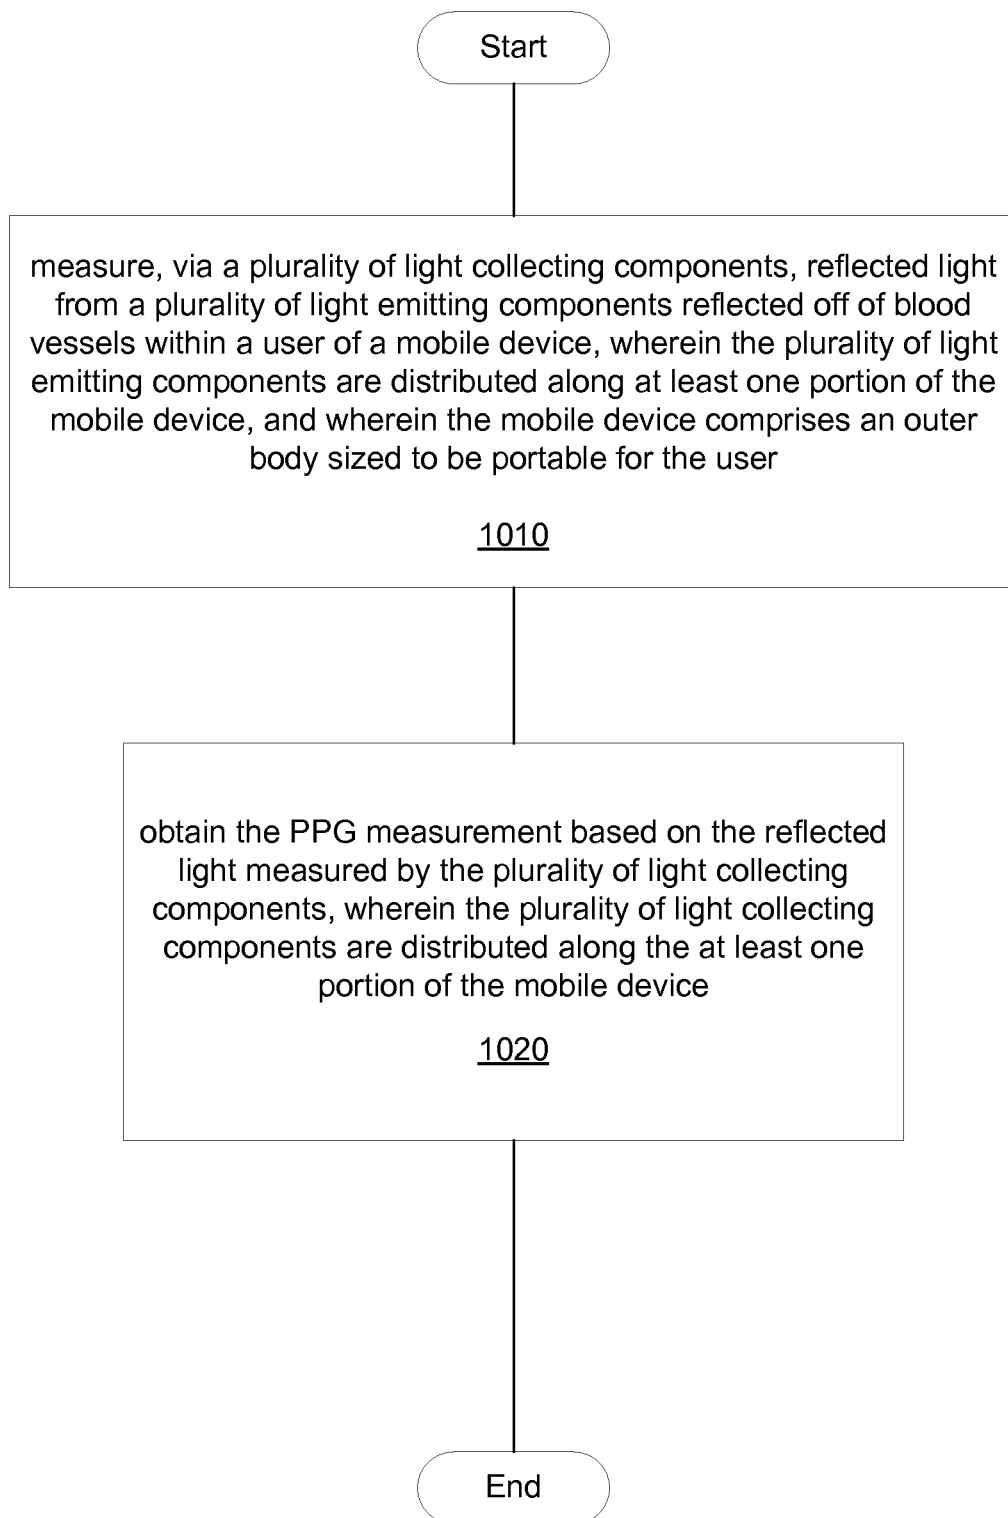 Start
measure, via a plurality of light collecting components, reflected light
from a plurality of light emitting components reflected off of blood
vessels within a user of a mobile device, wherein the plurality of light
emitting components are distributed along at least one portion of the
mobile device, and wherein the mobile device comprises an outer
body sized to be portable for the user
1010
obtain the PPG measurement based on the reflected
light measured by the plurality of light collecting
components, wherein the plurality of light collecting
components are distributed along the at least one
portion of the mobile device
1020
End